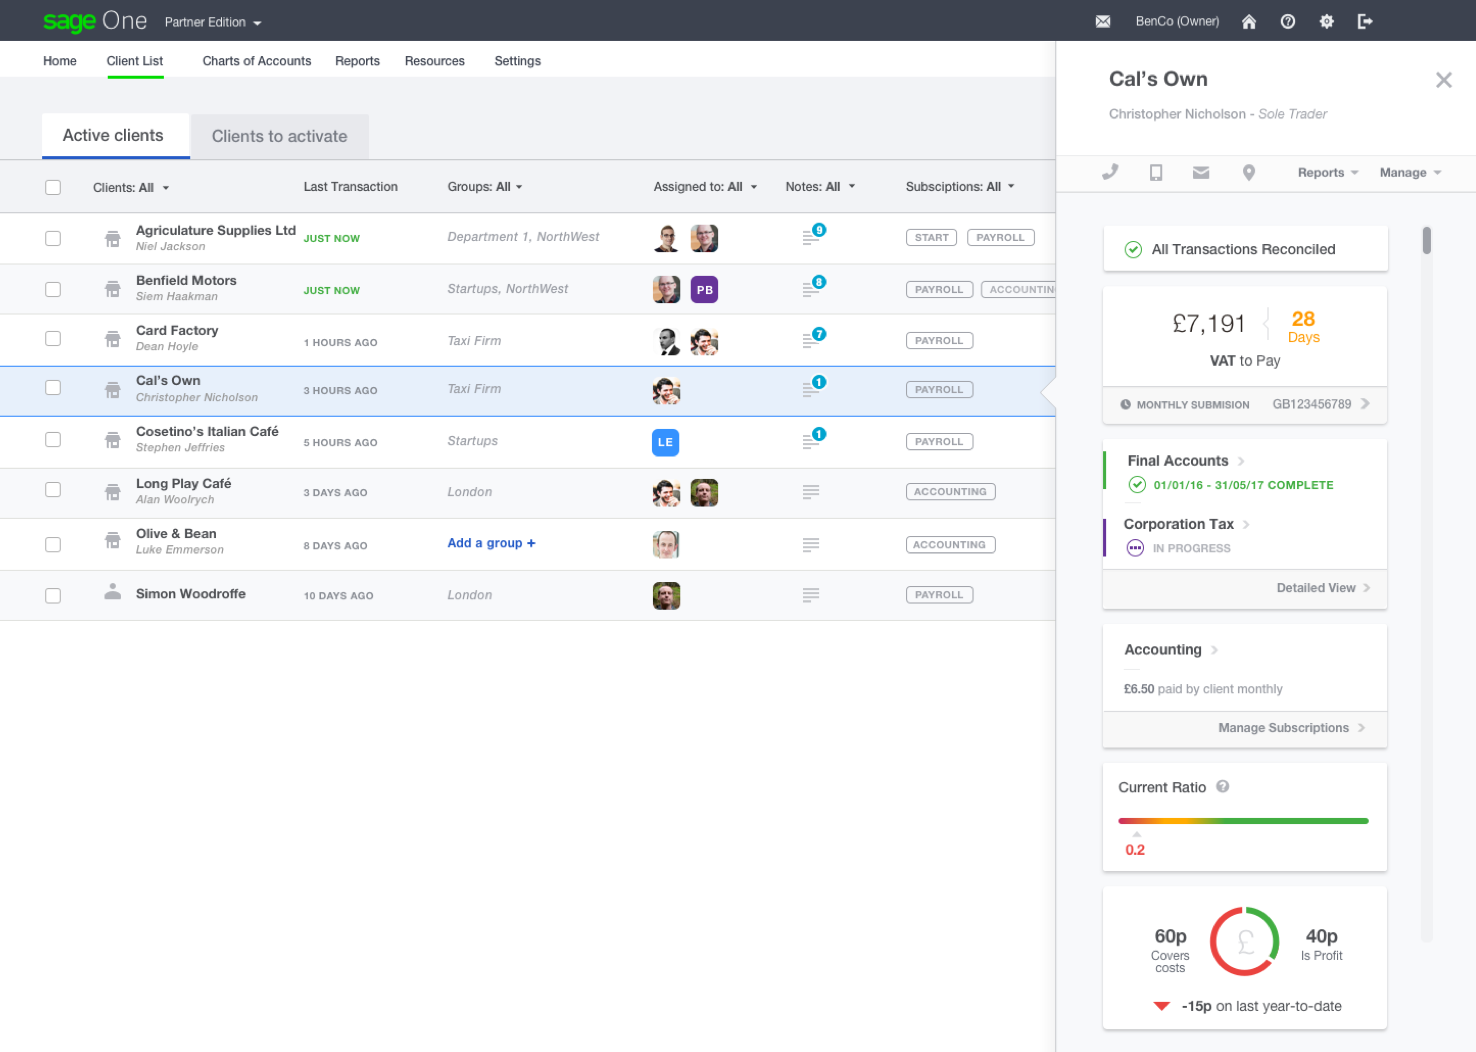 sage One Partner Edition BenCo (Owner)
Home Client List Charts of Accounts Reports Resources Settings
Cal's Own
Christopher Nicholson - Sole Trader
Reports Manage
Active clients Clients to activate
Clients: All Last Transaction Groups: All Assigned to: All Notes: All Subsciptions: All
Agriculature Supplies Ltd
Niel Jackson
JUST NOW Department 1, NorthWest 9 START PAYROLL
Benfield Motors
Siem Haakman
JUST NOW Startups, NorthWest PB 8 PAYROLL ACCOUNTIN
Card Factory
Dean Hoyle
1 HOURS AGO Taxi Firm 7 PAYROLL
Cal's Own
Christopher Nicholson
3 HOURS AGO Taxi Firm 1 PAYROLL
Cosetino's Italian Café
Stephen Jeffries
5 HOURS AGO Startups LE 1 PAYROLL
Long Play Café
Alan Woolrych
3 DAYS AGO London ACCOUNTING
Olive & Bean
Luke Emmerson
8 DAYS AGO Add a group + ACCOUNTING
Simon Woodroffe 10 DAYS AGO London PAYROLL
All Transactions Reconciled
£7,191 28
Days
VAT to Pay
MONTHLY SUBMISION GB123456789
Final Accounts
01/01/16 - 31/05/17 COMPLETE
Corporation Tax
IN PROGRESS
Detailed View
Accounting
£6.50 paid by client monthly
Manage Subscriptions
Current Ratio ?
0.2
60p £ 40p
Covers Is Profit
costs
-15p on last year-to-date